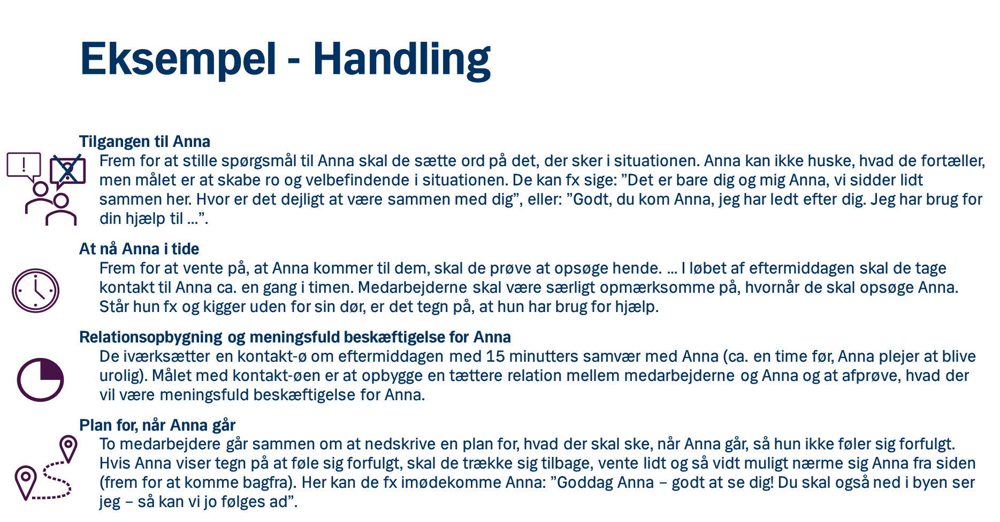 Eksempel - Handling
Tilgangen til Anna
Frem for at stille spørgsmål til Anna skal de sætte ord på det, der sker i situationen. Anna kan ikke huske, hvad de fortæller,
men målet er at skabe ro og velbefindende i situationen. De kan fx sige: ”Det er bare dig og mig Anna, vi sidder lidt
sammen her. Hvor er det dejligt at være sammen med dig”, eller: ”Godt, du kom Anna, jeg har ledt efter dig. Jeg har brug for
din hjælp til …”.
At nå Anna i tide
Frem for at vente på, at Anna kommer til dem, skal de prøve at opsøge hende. … I løbet af eftermiddagen skal de tage
kontakt til Anna ca. en gang i timen. Medarbejderne skal være særligt opmærksomme på, hvornår de skal opsøge Anna.
Står hun fx og kigger uden for sin dør, er det tegn på, at hun har brug for hjælp.
Relationsopbygning og meningsfuld beskæftigelse for Anna
De iværksætter en kontakt-ø om eftermiddagen med 15 minutters samvær med Anna (ca. en time før, Anna plejer at blive
urolig). Målet med kontakt-øen er at opbygge en tættere relation mellem medarbejderne og Anna og at afprøve, hvad der
vil være meningsfuld beskæftigelse for Anna.
Plan for, når Anna går
To medarbejdere går sammen om at nedskrive en plan for, hvad der skal ske, når Anna går, så hun ikke føler sig forfulgt.
Hvis Anna viser tegn på at føle sig forfulgt, skal de trække sig tilbage, vente lidt og så vidt muligt nærme sig Anna fra siden
(frem for at komme bagfra). Her kan de fx imødekomme Anna: ”Goddag Anna – godt at se dig! Du skal også ned i byen ser
jeg – så kan vi jo følges ad”.